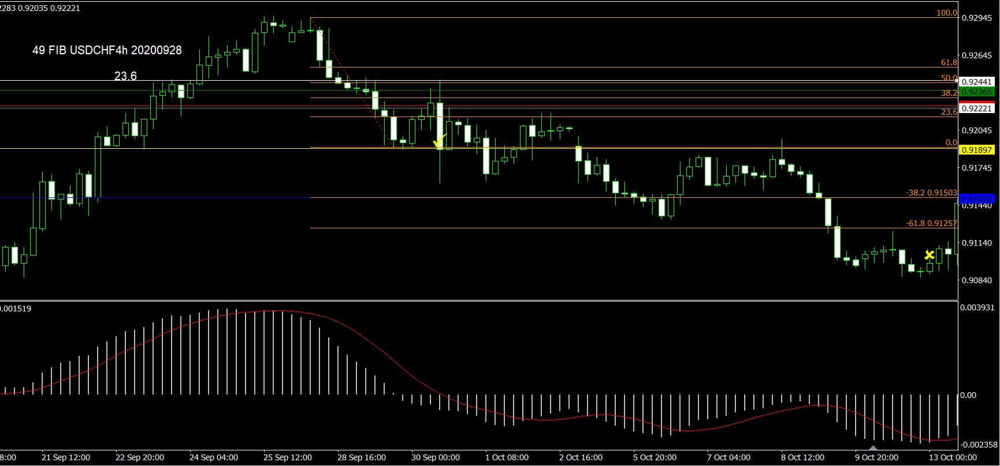 2283 0.92035 0.92221
100.0
0.92945
49 FIB USDCHF4h 20200928
0.92645
61.8
23.6
50.0
0.92441
38.2
0.92365
0.92221
23.6
0.92045
0.0
0.91897
0.91745
-38.2 0.91503
0.91502
0.91440
-61.8 0.91257
0.91140
0.90840
0.001519
0.003931
0.00
-0.002358
8:00
21 Sep 12:00
22 Sep 20:00
24 Sep 04:00
25 Sep 12:00
28 Sep 16:00
30 Sep 00:00
1 Oct 08:00
2 Oct 16:00
5 Oct 20:00
7 Oct 04:00
8 Oct 12:00
9 Oct 20:00
13 Oct 00:00